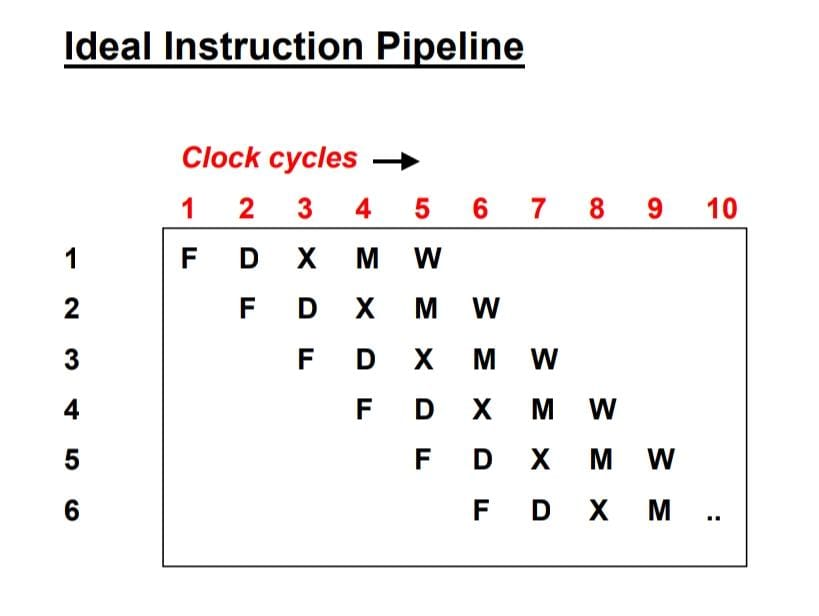 Ideal Instruction Pipeline
Clock cycles →
1 2 3 4 5 6 7 8 9 10
1 F D X M W
2 F D X M W
3 F D X M W
4 F D X M W
5 F D X M W
6 F D X M ..